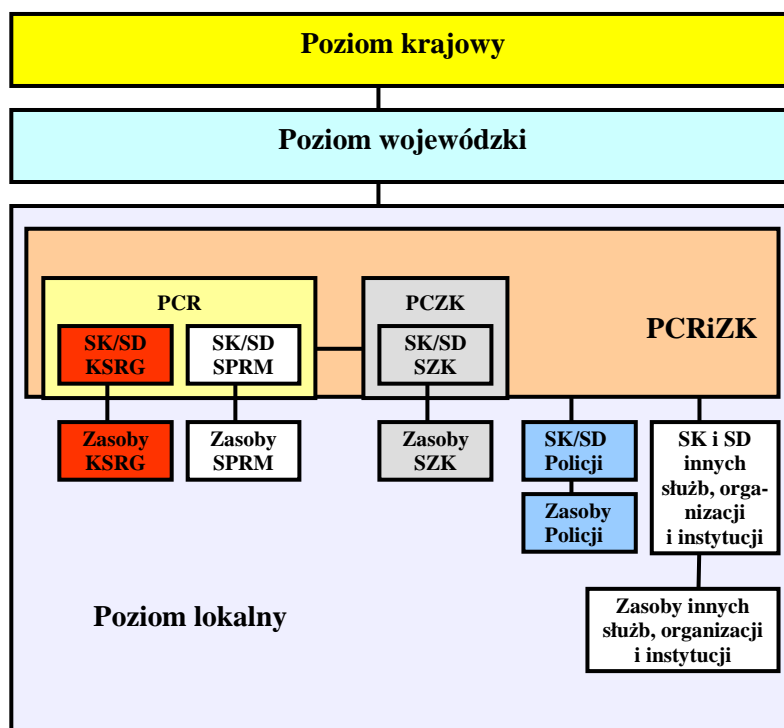 Poziom krajowy
Poziom wojewódzki
PCR
PCZK
PCRiZK
SK/SD
KSRG
SK/SD
SPRM
SK/SD
SZK
Zasoby
KSRG
Zasoby
SPRM
Zasoby
SZK
SK/SD
Policji
Zasoby
Policji
SK i SD
innych
służb, orga-
nizacji
i instytucji
Zasoby innych
służb, organizacji
i instytucji
Poziom lokalny